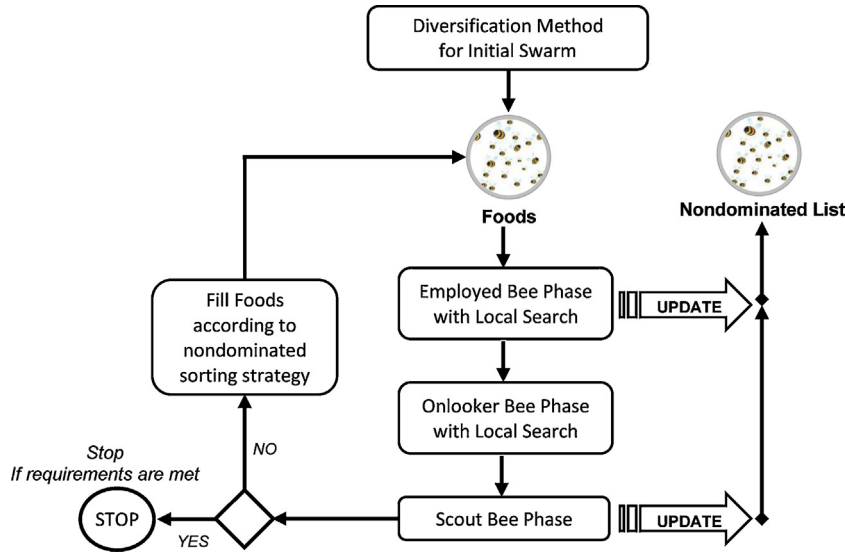 Diversification Method
for Initial Swarm
Foods
Nondominated List
Employed Bee Phase
with Local Search
UPDATE
Fill Foods
according to
nondominated
sorting strategy
Onlooker Bee Phase
with Local Search
NO
Stop
If requirements are met
STOP
YES
Scout Bee Phase
UPDATE